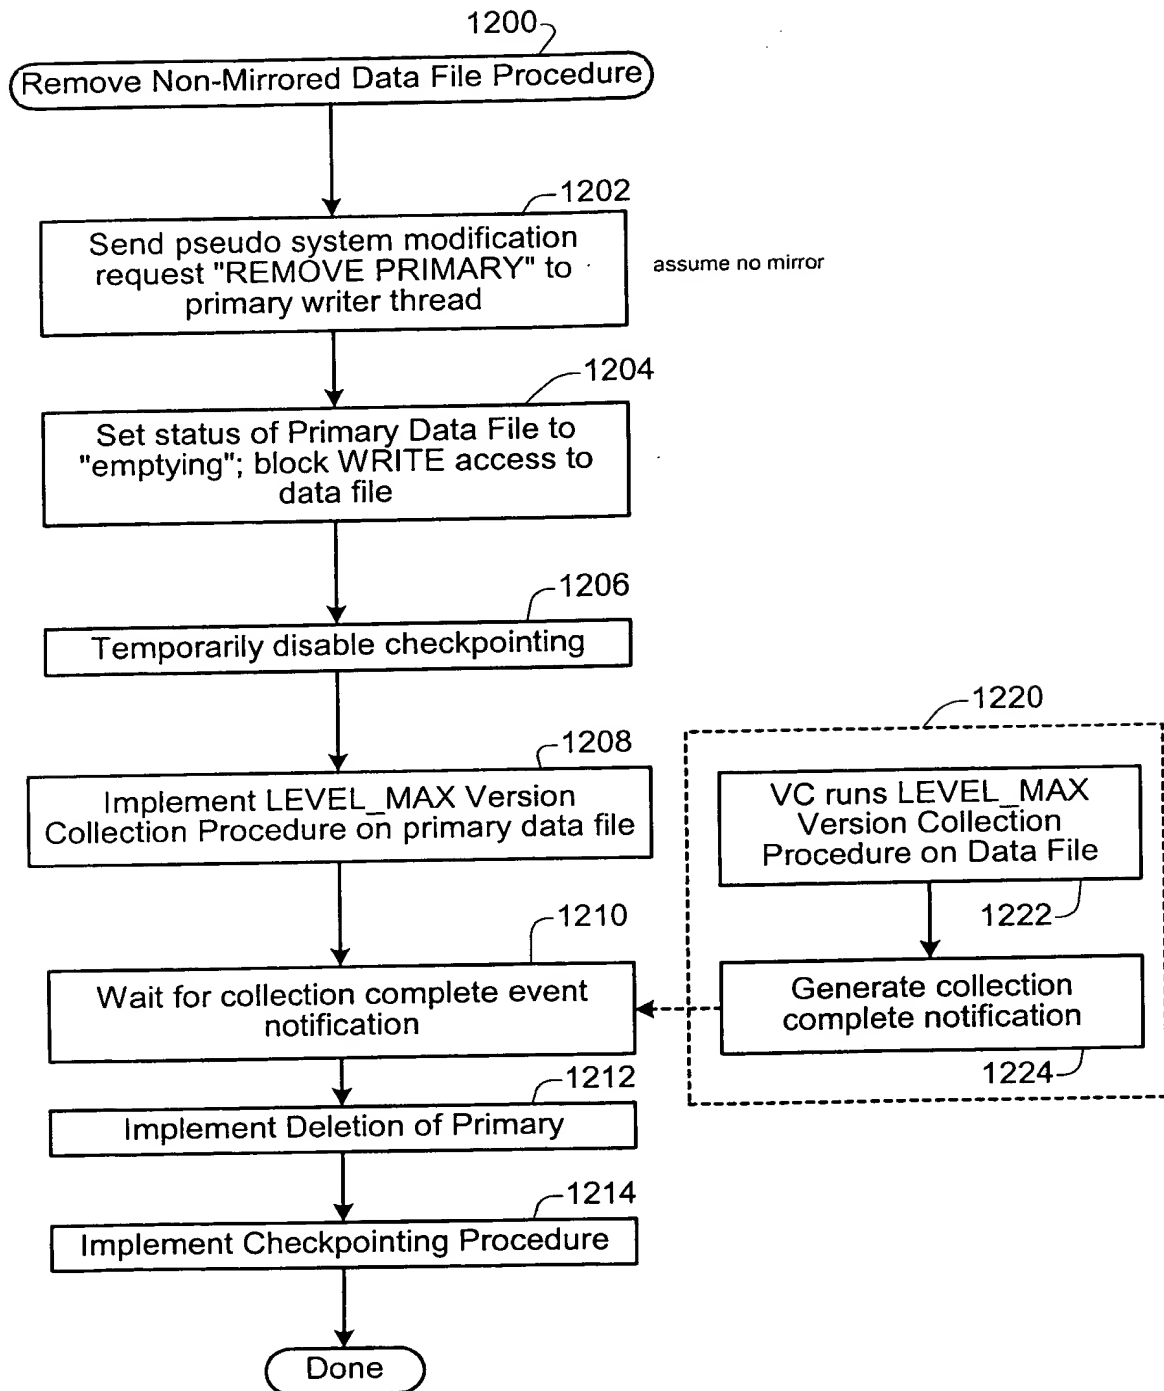 1200
Remove Non-Mirrored Data File Procedure
1202
Send pseudo system modification
request "REMOVE PRIMARY" to
primary writer thread
assume no mirror
1204
Set status of Primary Data File to
"emptying"; block WRITE access to
data file
1206
Temporarily disable checkpointing
1208
Implement LEVEL_MAX Version
Collection Procedure on primary data file
1210
Wait for collection complete event
notification
1212
Implement Deletion of Primary
1214
Implement Checkpointing Procedure
Done
1220
VC runs LEVEL_MAX
Version Collection
Procedure on Data File
1222
Generate collection
complete notification
1224